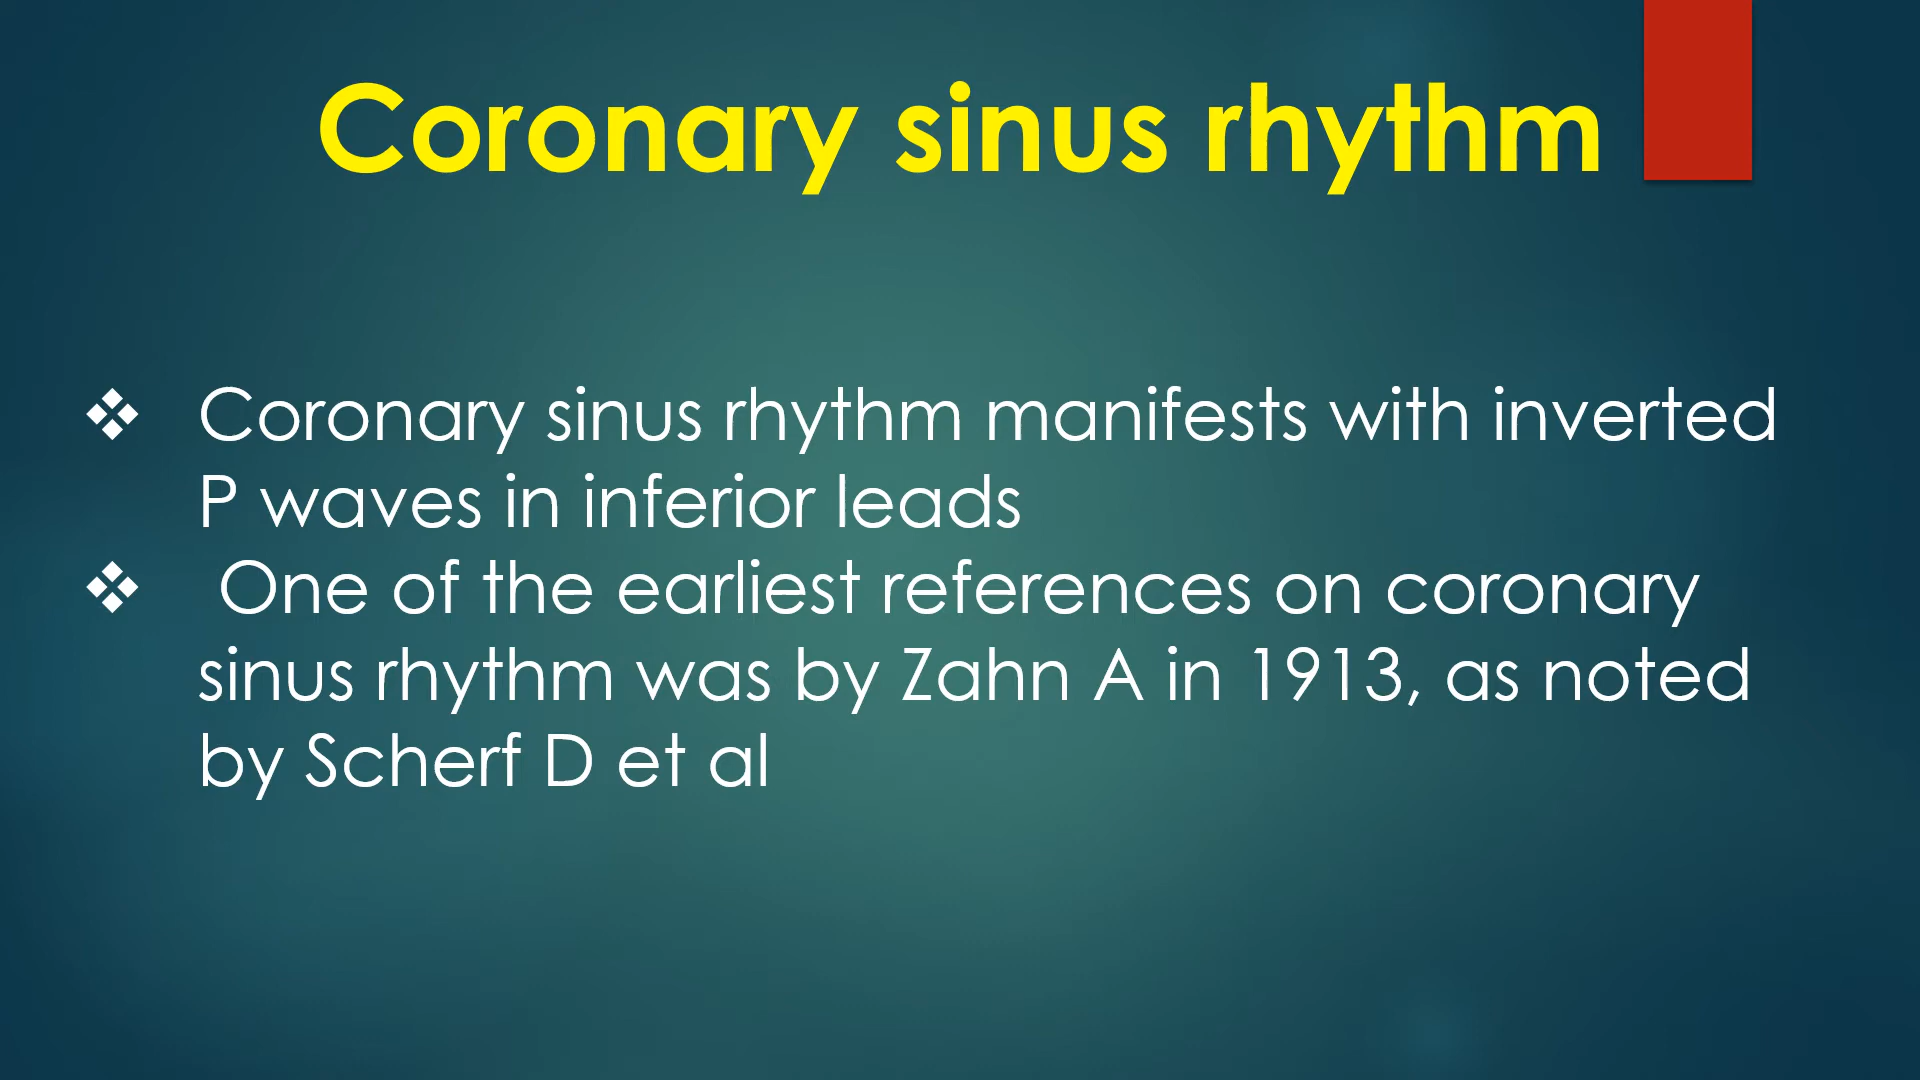 Coronary sinus rhythm
❖ Coronary sinus rhythm manifests with inverted
P waves in inferior leads
❖ One of the earliest references on coronary
sinus rhythm was by Zahn A in 1913, as noted
by Scherf D et al